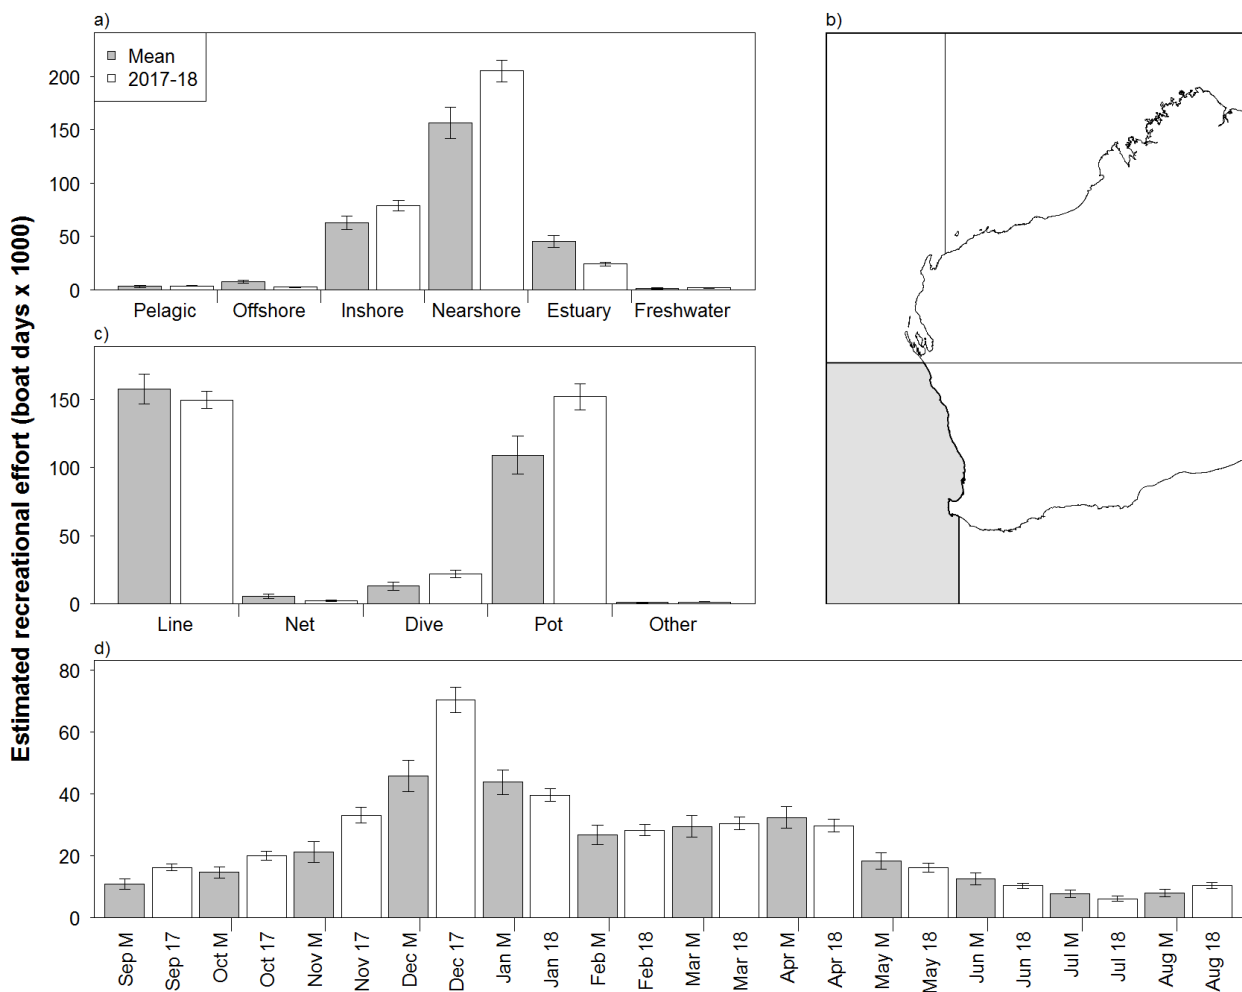 a)
b)
Mean
2017-18
200
150
100
50
0
Pelagic Offshore Inshore Nearshore Estuary Freshwater
Estimated recreational effort (boat days x 1000)
c)
150
100
50
0
Line Net Dive Pot Other
d)
80
60
40
20
0
Sep M
Sep 17
Oct M
Oct 17
Nov M
Nov 17
Dec M
Dec 17
Jan M
Jan 18
Feb M
Feb 18
Mar M
Mar 18
Apr M
Apr 18
May M
May 18
Jun M
Jun 18
Jul M
Jul 18
Aug M
Aug 18